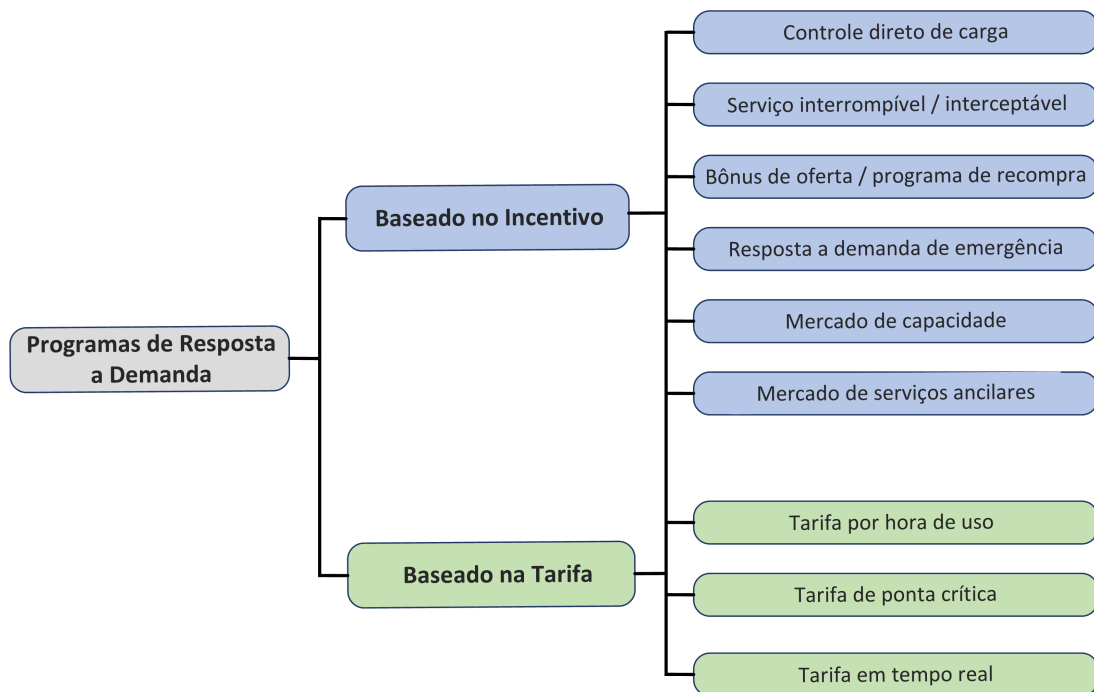 Controle direto de carga
Serviço interrompível / interceptável
Bônus de oferta / programa de recompra
Baseado no Incentivo
Resposta a demanda de emergência
Mercado de capacidade
Programas de Resposta
a Demanda
Mercado de serviços ancilares
Tarifa por hora de uso
Baseado na Tarifa
Tarifa de ponta crítica
Tarifa em tempo real